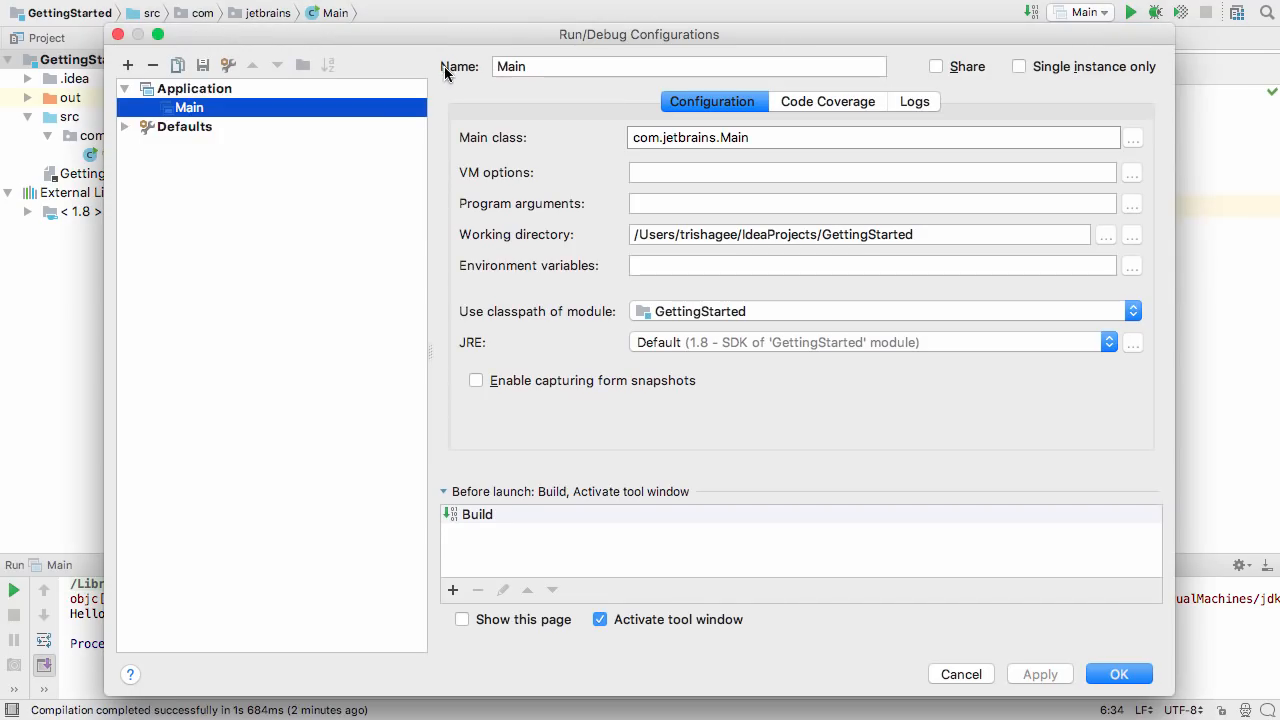 GettingStarted src com jetbrains Main
Main
Project
Run/Debug Configurations
GettingSta
.idea
out
src
com
Getting
External Li
< 1.8 >
Application
Main
Defaults
Name: Main
Share
Single instance only
Configuration Code Coverage Logs
Main class: com.jetbrains.Main
VM options:
Program arguments:
Working directory: /Users/trishagee/IdeaProjects/GettingStarted
Environment variables:
Use classpath of module: GettingStarted
JRE: Default (1.8 - SDK of 'GettingStarted' module)
Enable capturing form snapshots
Before launch: Build, Activate tool window
Build
Show this page Activate tool window
Cancel Apply OK
Run Main
/Libr
objc[
ualMachines/jdk
Hello
Proce
Compilation completed successfully in 1s 684ms (2 minutes ago)
6:34 LF UTF-8